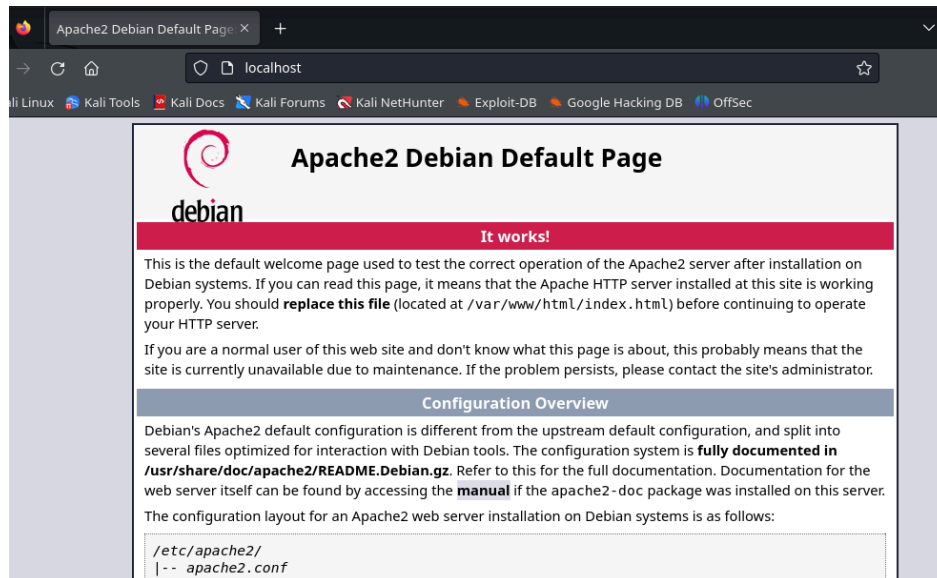 Apache2 Debian Default Page
localhost
ali Linux Kali Tools Kali Docs Kali Forums Kali NetHunter Exploit-DB Google Hacking DB OffSec
debian
Apache2 Debian Default Page
It works!
This is the default welcome page used to test the correct operation of the Apache2 server after installation on
Debian systems. If you can read this page, it means that the Apache HTTP server installed at this site is working
properly. You should replace this file (located at /var/www/html/index.html) before continuing to operate
your HTTP server.
If you are a normal user of this web site and don't know what this page is about, this probably means that the
site is currently unavailable due to maintenance. If the problem persists, please contact the site's administrator.
Configuration Overview
Debian's Apache2 default configuration is different from the upstream default configuration, and split into
several files optimized for interaction with Debian tools. The configuration system is fully documented in
/usr/share/doc/apache2/README.Debian.gz. Refer to this for the full documentation. Documentation for the
web server itself can be found by accessing the manual if the apache2-doc package was installed on this server.
The configuration layout for an Apache2 web server installation on Debian systems is as follows:
/etc/apache2/
|-- apache2.conf